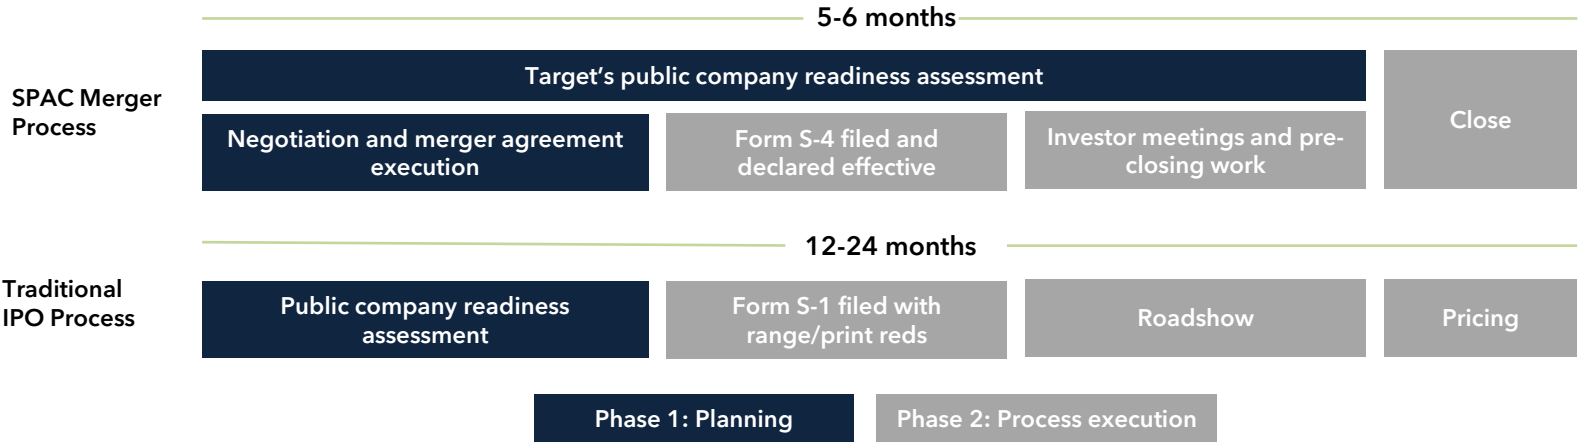 5-6 months
SPAC Merger
Process
Target's public company readiness assessment
Negotiation and merger agreement
execution
Form S-4 filed and
declared effective
Investor meetings and pre-
closing work
Close
12-24 months
Traditional
IPO Process
Public company readiness
assessment
Form S-1 filed with
range/print reds
Roadshow
Pricing
Phase 1: Planning
Phase 2: Process execution